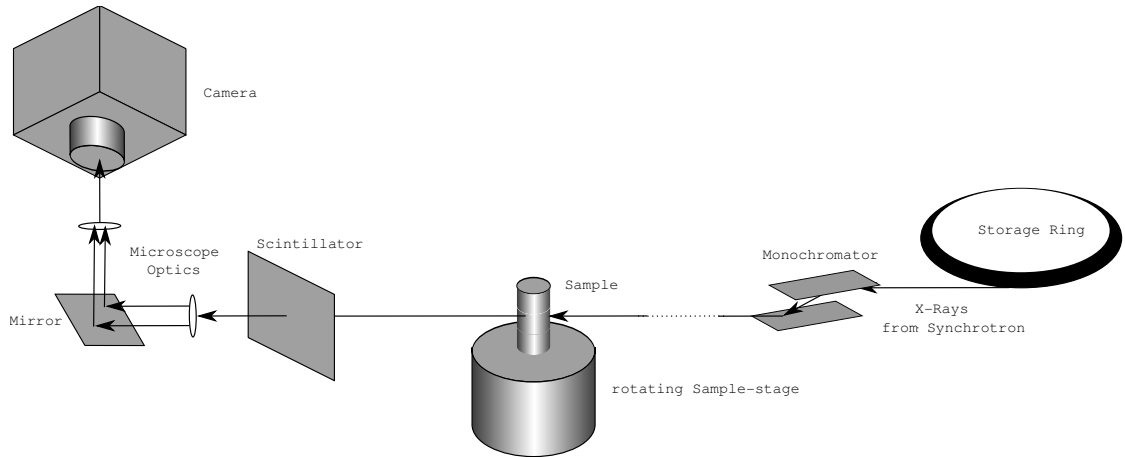 Camera
Storage Ring
Microscope
Optics
Scintillator
Monochromator
Sample
Mirror
X-Rays
from Synchrotron
rotating Sample-stage